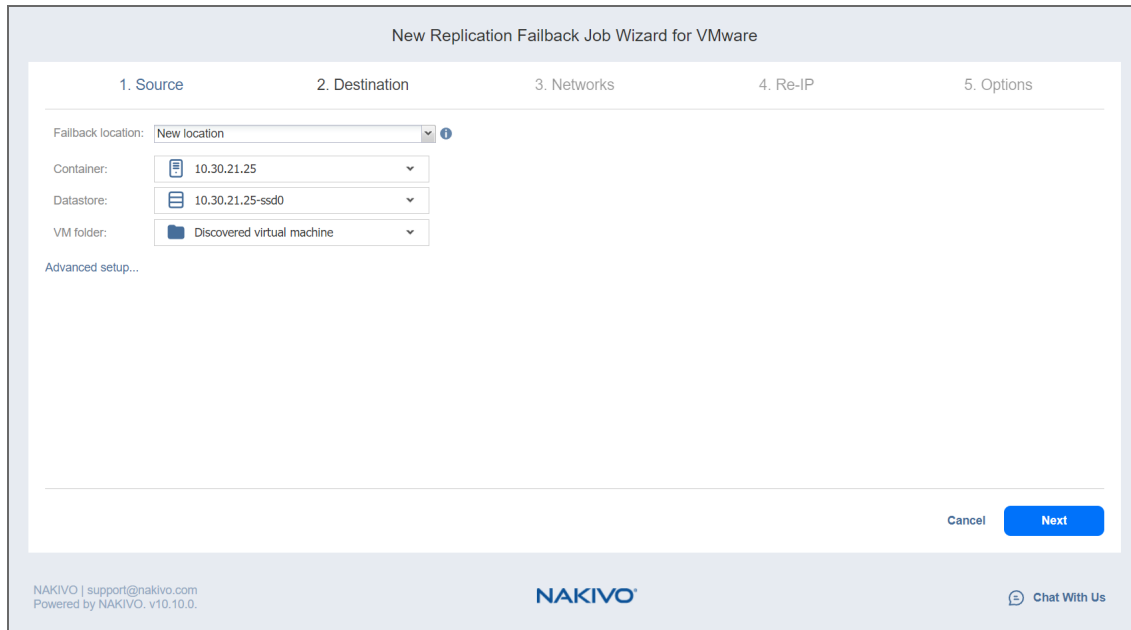 New Replication Failback Job Wizard for VMware
1. Source 2. Destination 3. Networks 4. Re-IP 5. Options
Failback location: New location
Container: 10.30.21.25
Datastore: 10.30.21.25-ssd0
VM folder: Discovered virtual machine
Advanced setup...
Cancel Next
NAKIVO | support@nakivo.com
Powered by NAKIVO. v10.10.0.
NAKIVO®
Chat With Us